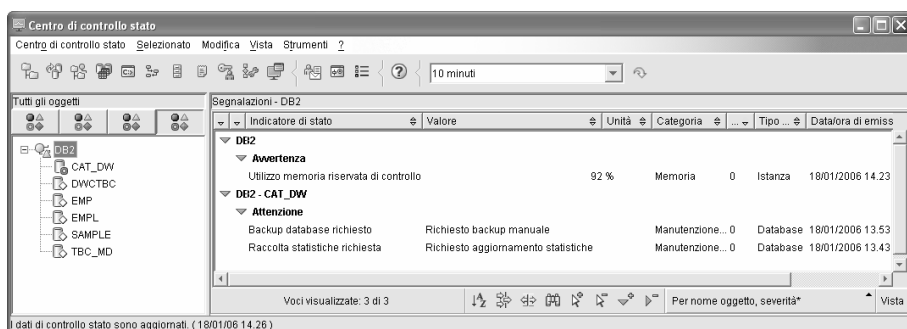 Centro di controllo stato
Centro di controllo stato Selezionato Modifica Vista Strumenti ?
10 minuti
Tutti gli oggetti
Segnalazioni - DB2
Indicatore di stato Valore Unità Categoria ... Tipo ... Data/ora di emiss
DB2
DB2
CAT_DW
DWCTBC
EMP
EMPL
SAMPLE
TBC_MD
Avvertenza
Utilizzo memoria riservata di controllo 92 % Memoria 0 Istanza 18/01/2006 14.23
DB2 - CAT_DW
Attenzione
Backup database richiesto Richiesto backup manuale Manutenzione... 0 Database 18/01/2006 13.53
Raccolta statistiche richiesta Richiesto aggiornamento statistiche Manutenzione... 0 Database 18/01/2006 13.43
Voci visualizzate: 3 di 3 Per nome oggetto, severità* Vista
I dati di controllo stato sono aggiornati. ( 18/01/06 14.26 )